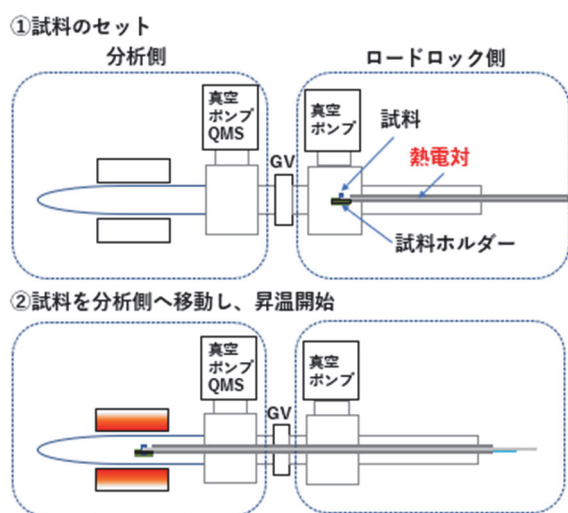 ①試料のセット
分析側
ロードロック側
真空
ポンプ
QMS
真空
ポンプ
試料
GV
熱電対
試料ホルダー
②試料を分析側へ移動し、昇温開始
真空
ポンプ
QMS
真空
ポンプ
GV